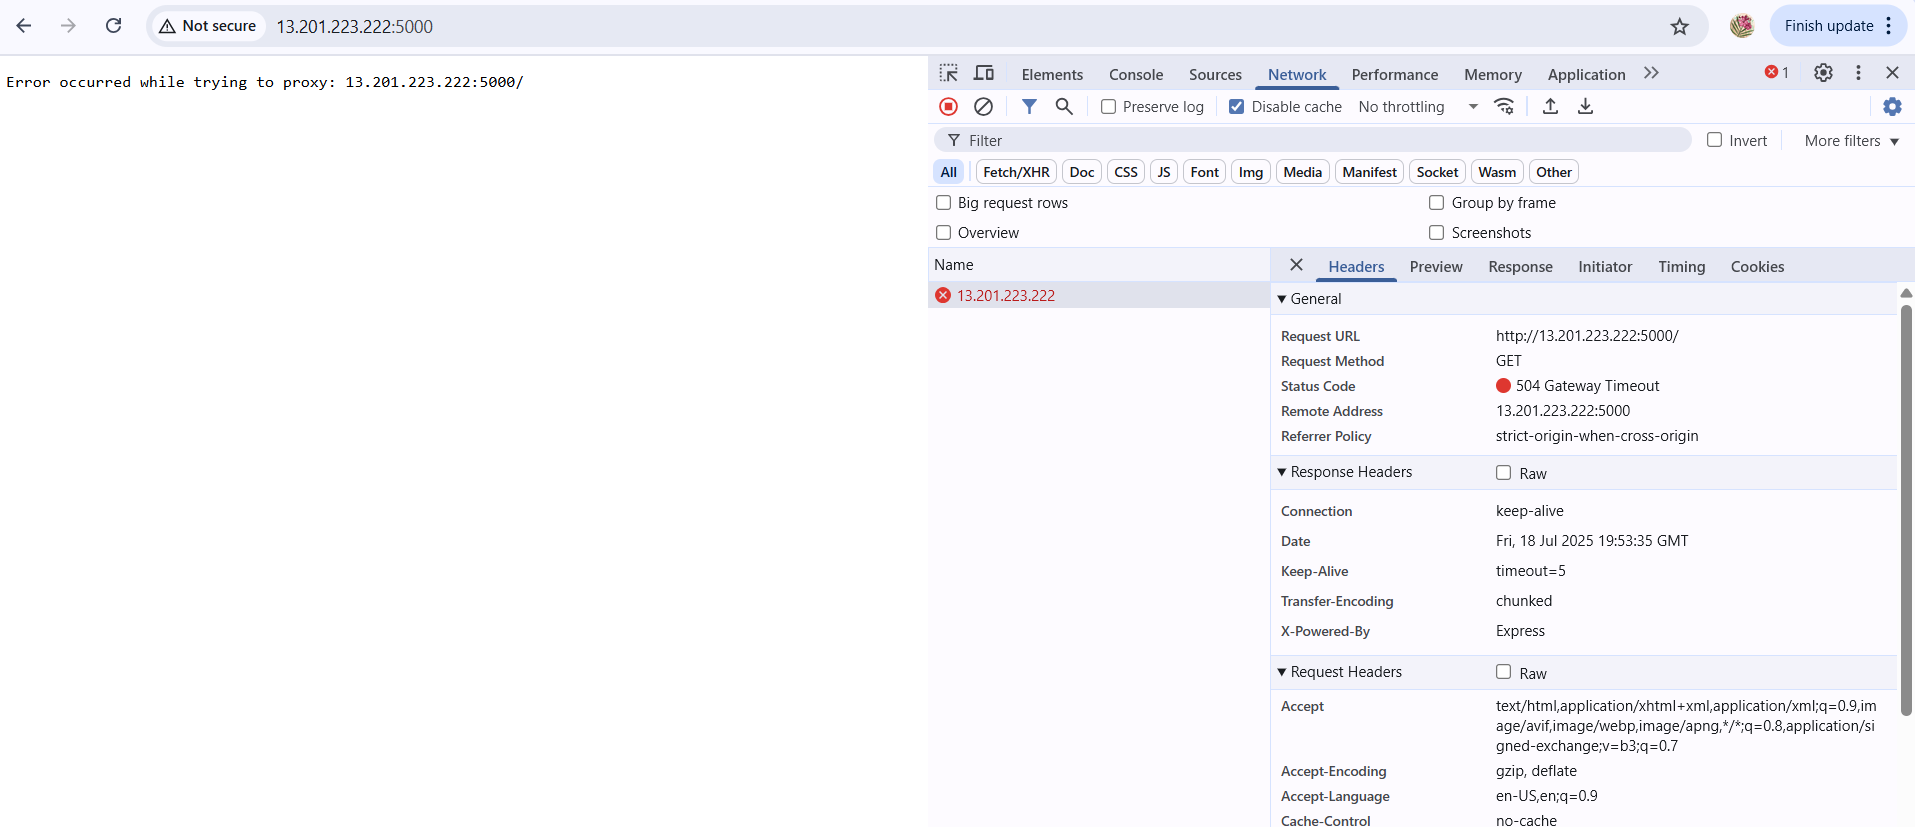 Not secure 13.201.223.222:5000 Finish update
Error occurred while trying to proxy: 13.201.223.222:5000/
Elements Console Sources Network Performance Memory Application 1
Preserve log Disable cache No throttling
Filter Invert More filters
All Fetch/XHR Doc CSS JS Font Img Media Manifest Socket Wasm Other
Big request rows Group by frame
Overview Screenshots
Name
13.201.223.222
Headers Preview Response Initiator Timing Cookies
General
Request URL http://13.201.223.222:5000/
Request Method GET
Status Code 504 Gateway Timeout
Remote Address 13.201.223.222:5000
Referrer Policy strict-origin-when-cross-origin
Response Headers Raw
Connection keep-alive
Date Fri, 18 Jul 2025 19:53:35 GMT
Keep-Alive timeout=5
Transfer-Encoding chunked
X-Powered-By Express
Request Headers Raw
Accept text/html,application/xhtml+xml,application/xml;q=0.9,im
age/avif,image/webp,image/apng,*/*;q=0.8,application/si
gned-exchange;v=b3;q=0.7
Accept-Encoding gzip, deflate
Accept-Language en-US,en;q=0.9
Cache-Control no-cache